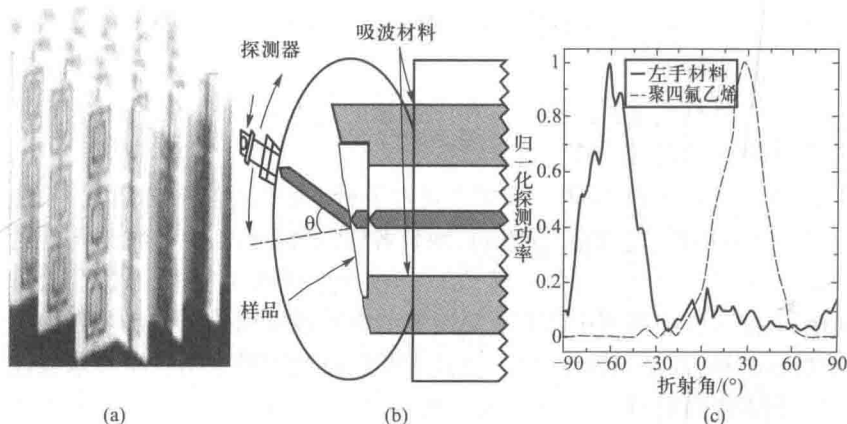 探测器
吸波材料
θ
样品
(a)
(b)
左手材料
聚四氟乙烯
归一化探测功率
1
0.8
0.6
0.4
0.2
0
−90 −60 −30 0 30 60 90
折射角/(°)
(c)